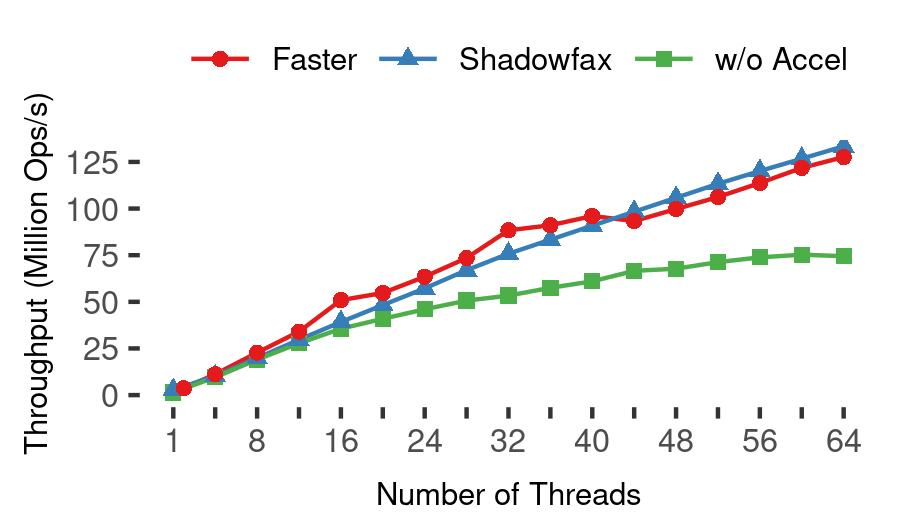 Faster Shadowfax w/o Accel
Throughput (Million Ops/s)
125
100
75
50
25
0
1 8 16 24 32 40 48 56 64
Number of Threads